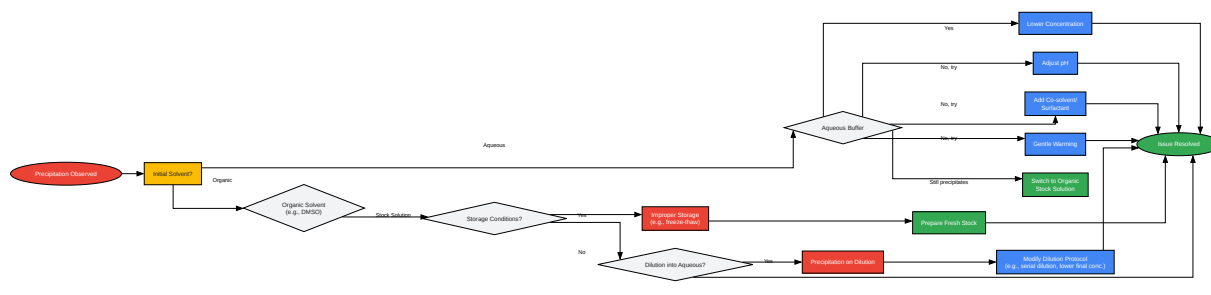 Lower Concentration
Yes
Adjust pH
No, try
Add Co-solvent/
Surfactant
No, try
Aqueous Buffer
No, try
Gentle Warming
Issue Resolved
Aqueous
Precipitation Observed
Initial Solvent?
Organic
Still precipitates
Switch to Organic
Stock Solution
Organic Solvent
(e.g., DMSO)
Stock Solution
Storage Conditions?
Yes
Improper Storage
(e.g., freeze-thaw)
Prepare Fresh Stock
No
Dilution into Aqueous?
Yes
Precipitation on Dilution
Modify Dilution Protocol
(e.g., serial dilution, lower final conc.)